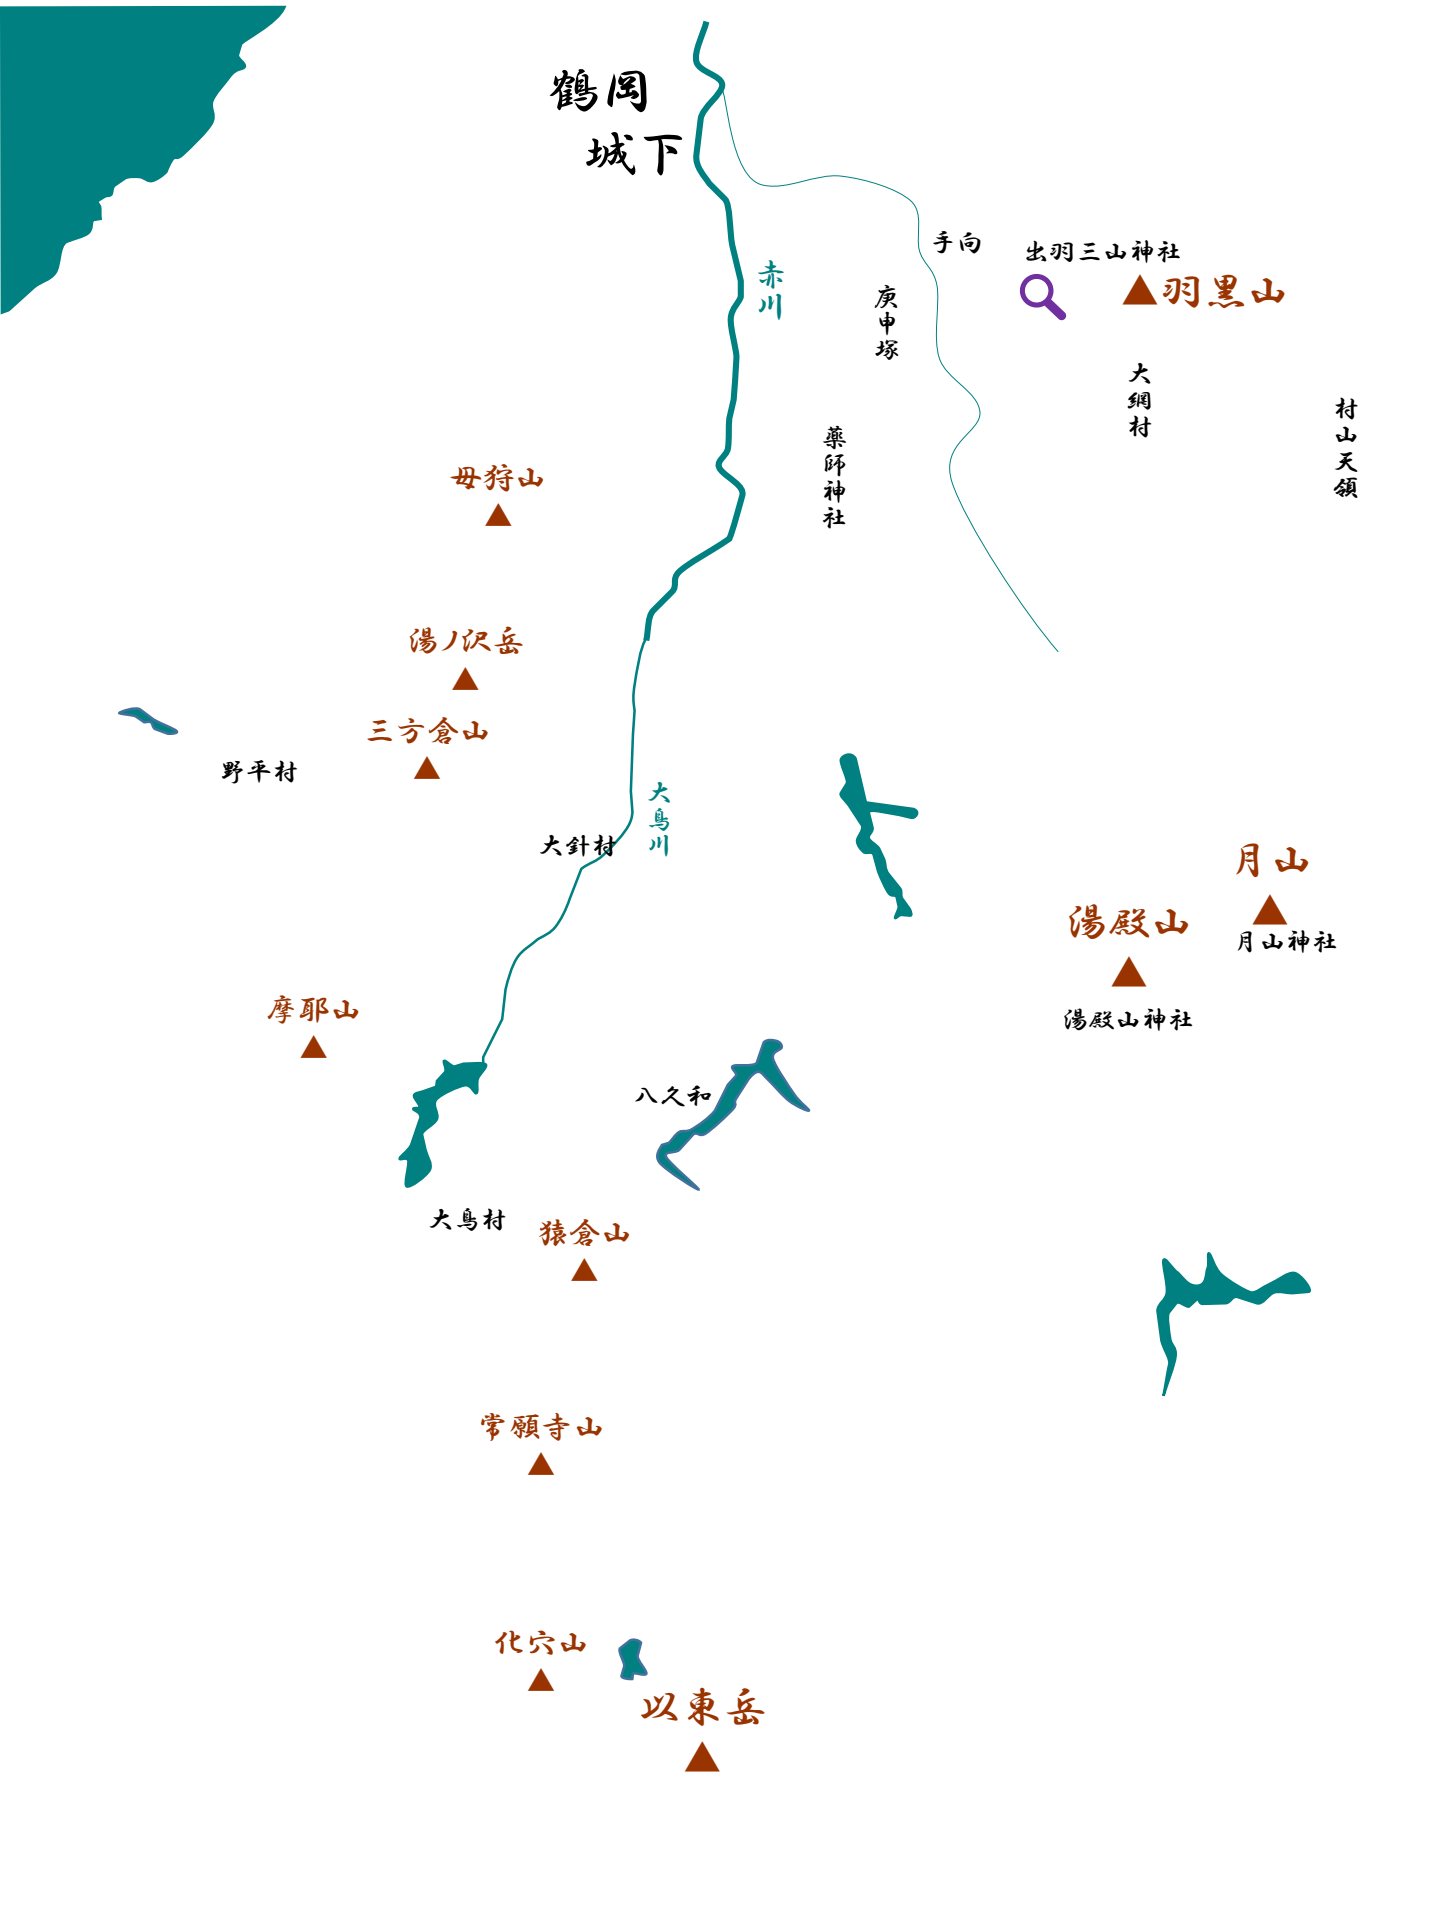 鶴岡
城下
手向
出羽三山神社
赤川
羽黒山
庚申塚
大網村
村山天領
薬師神社
母狩山
湯ノ沢岳
三方倉山
野平村
大鳥川
大針村
月山
湯殿山
月山神社
摩耶山
湯殿山神社
八久和
大鳥村
猿倉山
常願寺山
化穴山
以東岳